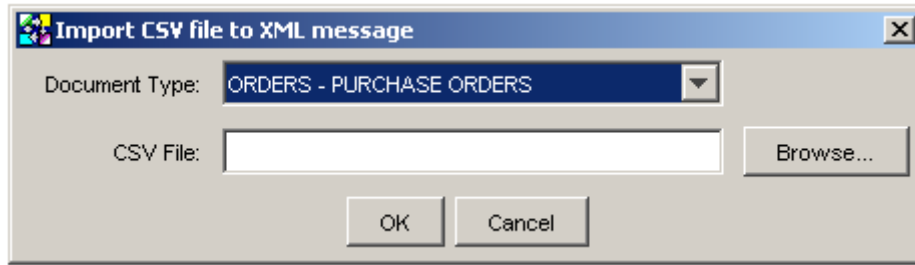 Import CSV file to XML message
Document Type: ORDERS - PURCHASE ORDERS
CSV File: Browse...
OK Cancel